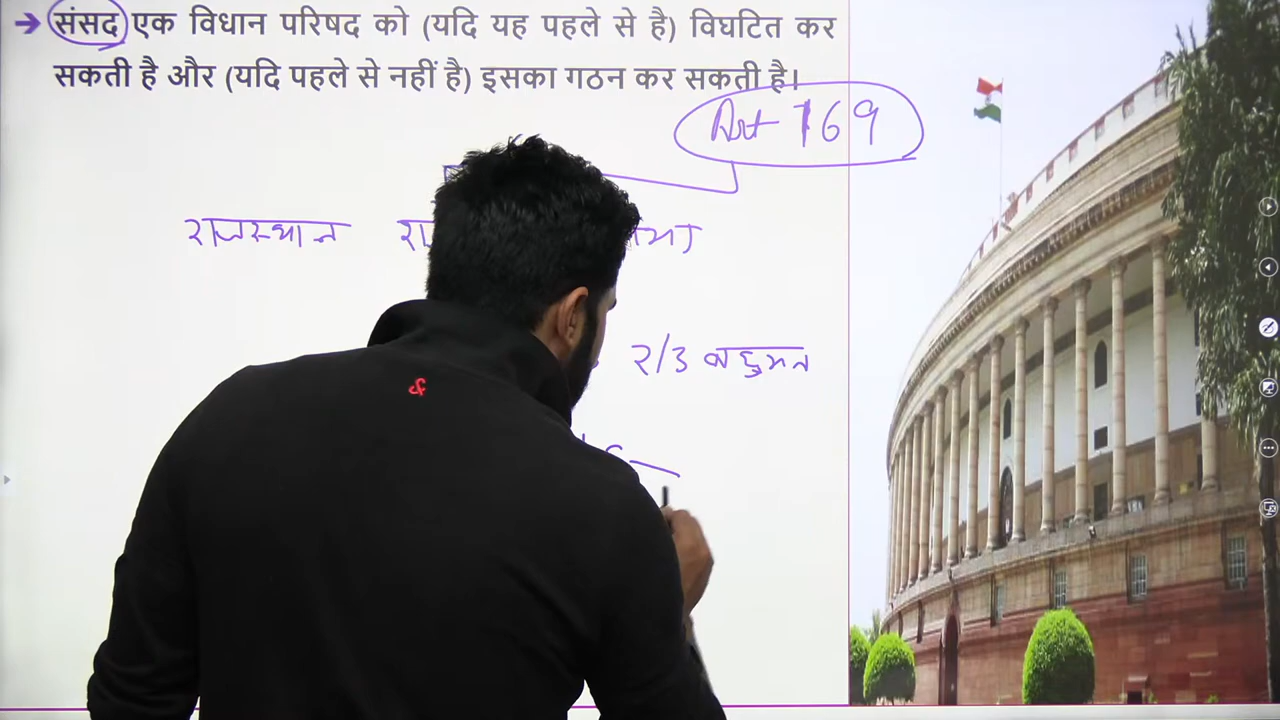 संसद एक विधान परिषद को (यदि यह पहले से है) विघटित कर
सकती है और (यदि पहले से नहीं है) इसका गठन कर सकती है।
Art 169
राजस्थान
2/3 बहुमत